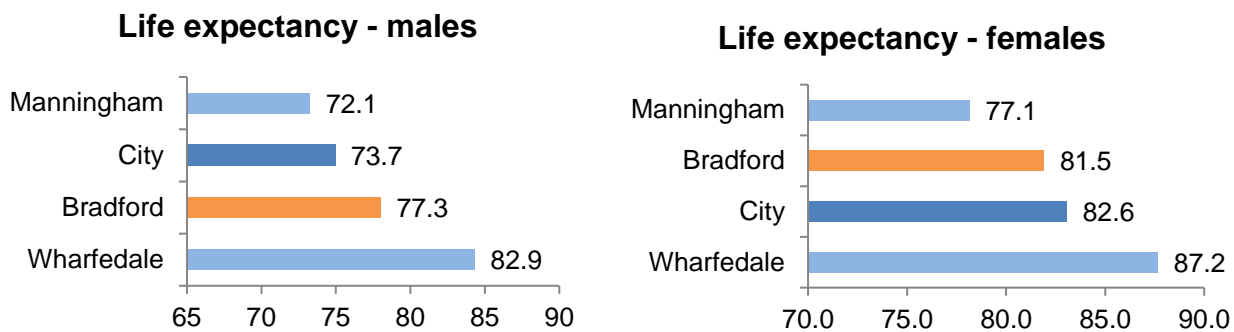 Life expectancy - males
Manningham 72.1
City 73.7
Bradford 77.3
Wharfedale 82.9
65 70 75 80 85 90
Life expectancy - females
Manningham 77.1
Bradford 81.5
City 82.6
Wharfedale 87.2
70.0 75.0 80.0 85.0 90.0